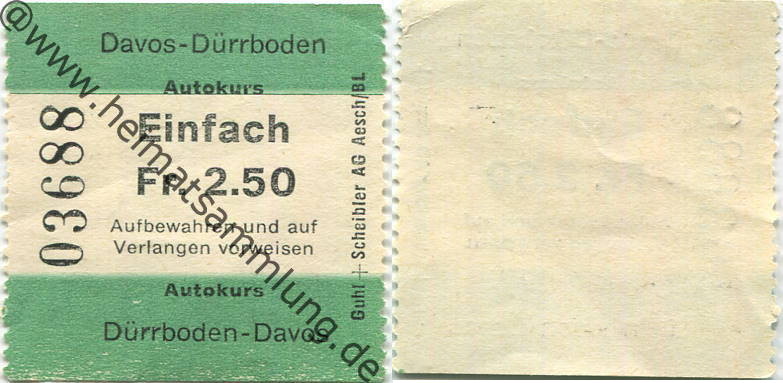 Davos-Dürrboden
Autokurs
Einfach
Fr. 2.50
Aufbewahren und auf
Verlangen vorweisen
Autokurs
Dürrboden-Davos
03688
Guhl + Scheibler AG Aesch/BL
@www.heimatsammlung.de